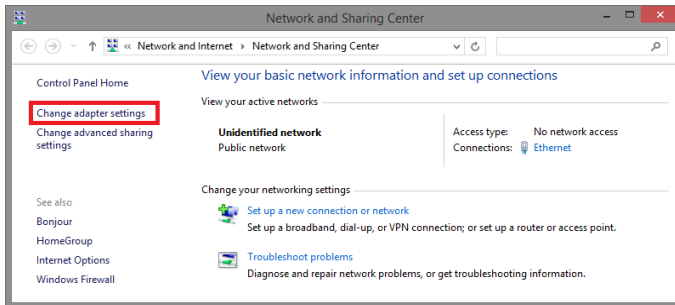 Network and Sharing Center
« Network and Internet Network and Sharing Center
Control Panel Home
Change adapter settings
Change advanced sharing
settings
See also
Bonjour
HomeGroup
Internet Options
Windows Firewall
View your basic network information and set up connections
View your active networks
Unidentified network
Public network
Access type: No network access
Connections: Ethernet
Change your networking settings
Set up a new connection or network
Set up a broadband, dial-up, or VPN connection; or set up a router or access point.
Troubleshoot problems
Diagnose and repair network problems, or get troubleshooting information.